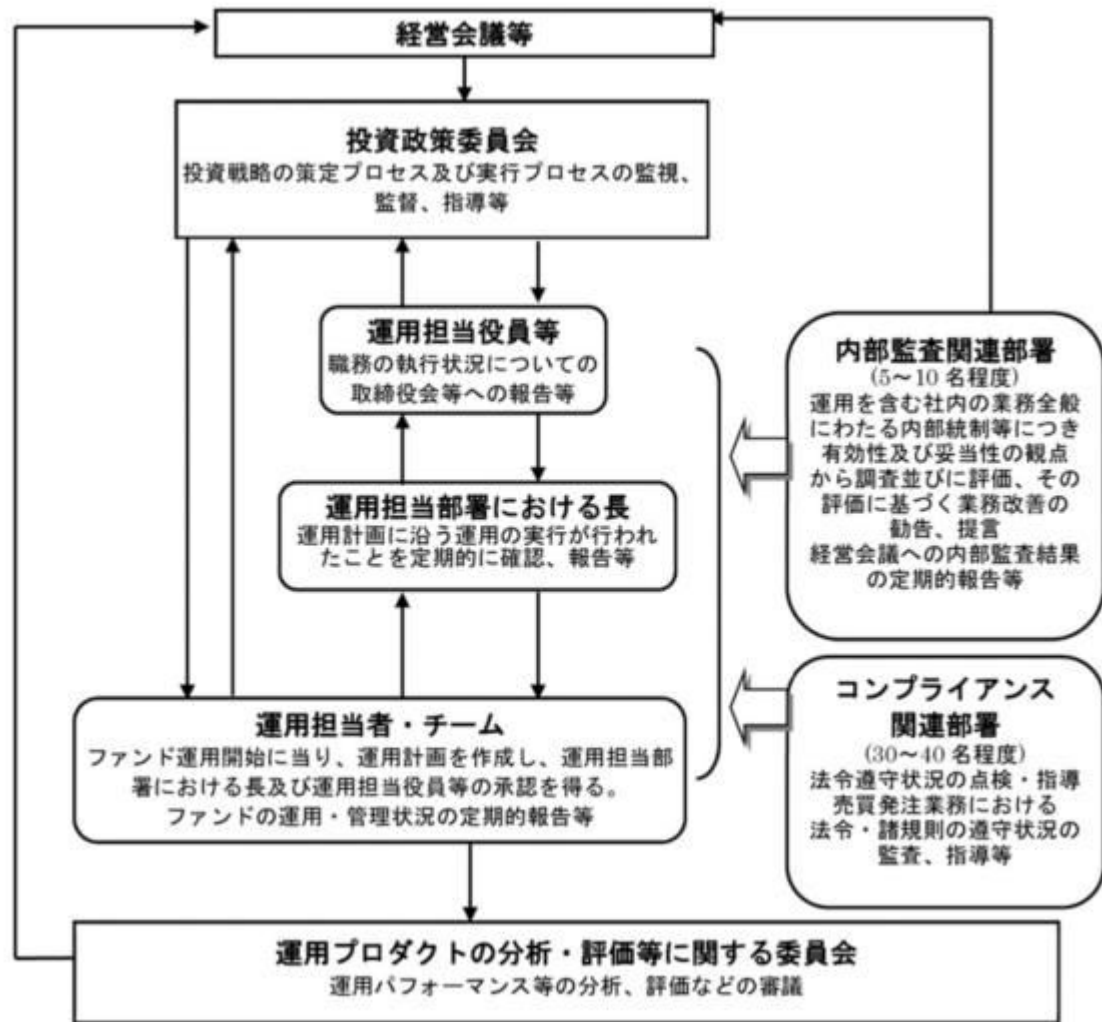 経営会議等
投資政策委員会
投資戦略の策定プロセス及び実行プロセスの監視、
監督、指導等
運用担当役員等
職務の執行状況についての
取締役会等への報告等
運用担当部署における長
運用計画に沿う運用の実行が行われ
たことを定期的に確認、報告等
運用担当者・チーム
ファンド運用開始に当り、運用計画を作成し、運用担当部
署における長及び運用担当役員等の承認を得る。
ファンドの運用・管理状況の定期的報告等
内部監査関連部署
(5～10 名程度)
運用を含む社内の業務全般
にわたる内部統制等につき
有効性及び妥当性の観点
から調査並びに評価、その
評価に基づく業務改善の
勧告、提言
経営会議への内部監査結果
の定期的報告等
コンプライアンス
関連部署
(30～40 名程度)
法令遵守状況の点検・指導
売買発注業務における
法令・諸規則の遵守状況の
監査、指導等
運用プロダクトの分析・評価等に関する委員会
運用パフォーマンス等の分析、評価などの審議